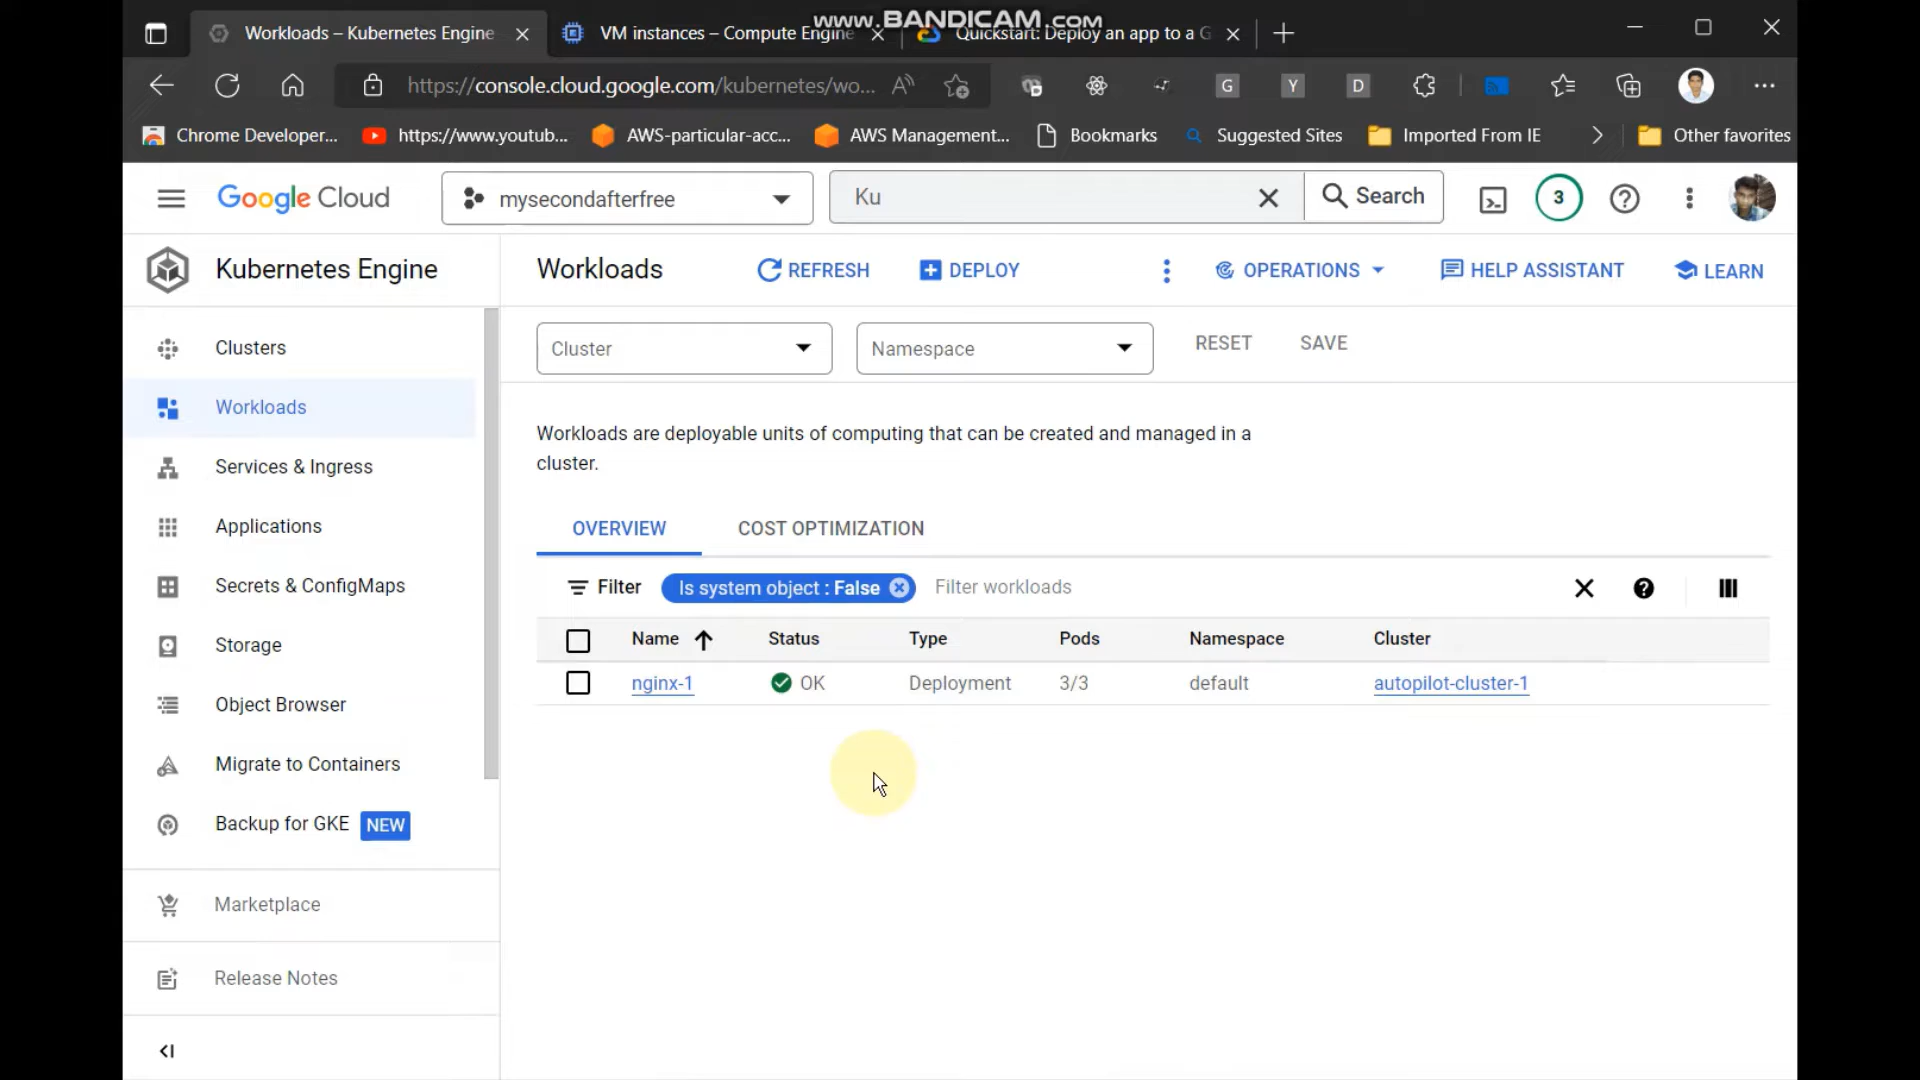 www.BANDICAM.com
Workloads – Kubernetes Engine
VM instances – Compute Engine
Quickstart: Deploy an app to a G
https://console.cloud.google.com/kubernetes/wo...
A
G
Y
D
Chrome Developer...
https://www.youtub...
AWS-particular-acc...
AWS Management...
Bookmarks
Suggested Sites
Imported From IE
Other favorites
Google Cloud
mysecondafterfree
Ku
Search
3
Kubernetes Engine
Workloads
REFRESH
DEPLOY
OPERATIONS
HELP ASSISTANT
LEARN
Clusters
Workloads
Services & Ingress
Applications
Secrets & ConfigMaps
Storage
Object Browser
Migrate to Containers
Backup for GKE NEW
Marketplace
Release Notes
Cluster
Namespace
RESET
SAVE
Workloads are deployable units of computing that can be created and managed in a
cluster.
OVERVIEW
COST OPTIMIZATION
Filter
Is system object : False
Filter workloads
Name Status Type Pods Namespace Cluster
nginx-1 OK Deployment 3/3 default autopilot-cluster-1